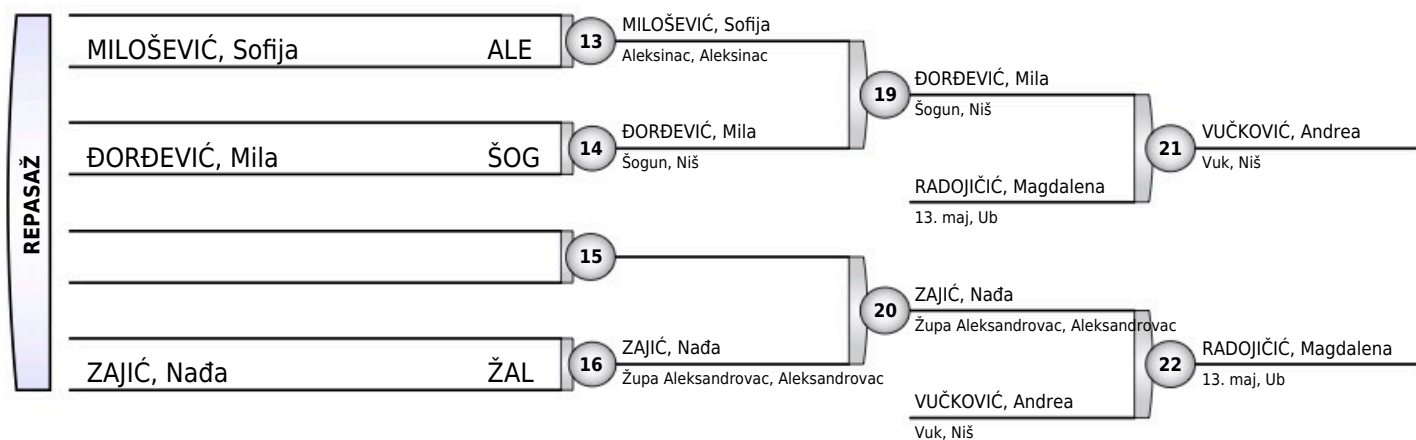 REPASAŽ
MILOŠEVIĆ, Sofija ALE
ĐORĐEVIĆ, Mila ŠOG
ZAJIĆ, Nađa ŽAL
13
MILOŠEVIĆ, Sofija
Aleksinac, Aleksinac
14
ĐORĐEVIĆ, Mila
Šogun, Niš
15
16
ZAJIĆ, Nađa
Župa Aleksandrovac, Aleksandrovac
19
ĐORĐEVIĆ, Mila
Šogun, Niš
RADOJIČIĆ, Magdalena
13. maj, Ub
20
ZAJIĆ, Nađa
Župa Aleksandrovac, Aleksandrovac
VUČKOVIĆ, Andrea
Vuk, Niš
21
VUČKOVIĆ, Andrea
Vuk, Niš
22
RADOJIČIĆ, Magdalena
13. maj, Ub